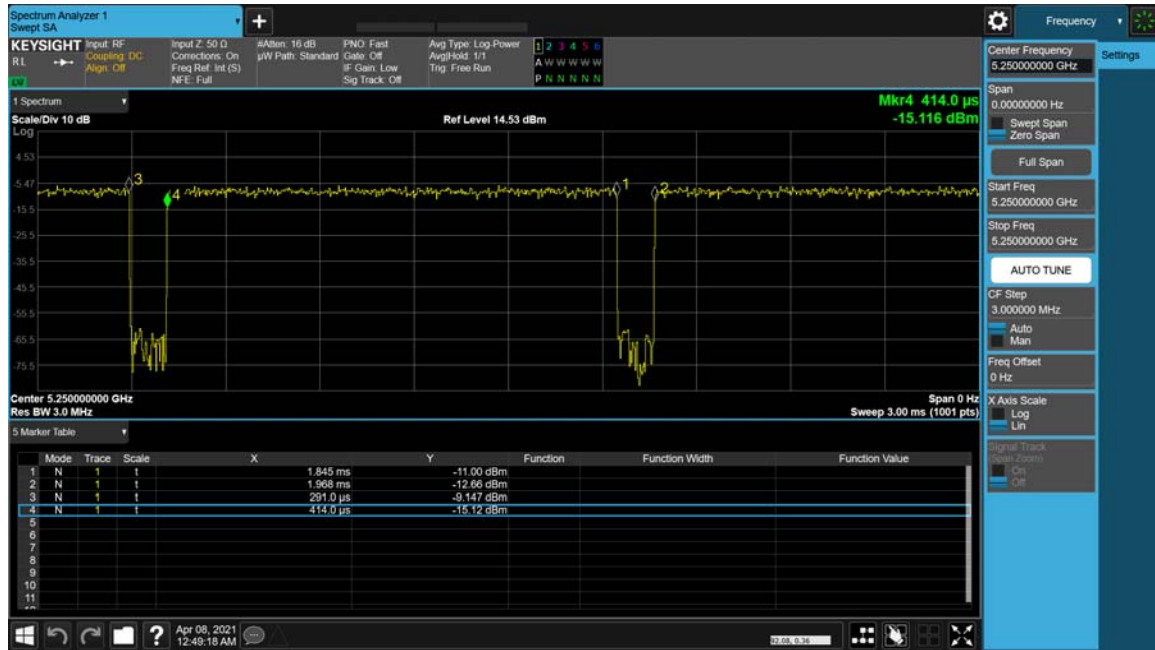 Spectrum Analyzer 1
Swept SA
+
Frequency
KEYSIGHT
RL
Input: RF
Coupling: DC
Align: Off
Input Z: 50 Ω
Corrections: On
Freq Ref: Int (S)
NFE: Full
#Atten: 16 dB
µW Path: Standard
PNO: Fast
Gate: Off
IF Gain: Low
Sig Track: Off
Avg Type: Log-Power
Avg|Hold: 1/1
Trig: Free Run
1 2 3 4 5 6
A W W W W W
P N N N N N
1 Spectrum
Mkr4 414.0 µs
-15.116 dBm
Scale/Div 10 dB
Ref Level 14.53 dBm
Log
4.53
-5.47
-15.5
-25.5
-35.5
-45.5
-55.5
-65.5
-75.5
3
4
1
2
Center 5.250000000 GHz
Span 0 Hz
Res BW 3.0 MHz
Sweep 3.00 ms (1001 pts)
5 Marker Table
Mode Trace Scale X Y Function Function Width Function Value
1 N 1 t 1.845 ms -11.00 dBm
2 N 1 t 1.968 ms -12.66 dBm
3 N 1 t 291.0 µs -9.147 dBm
4 N 1 t 414.0 µs -15.12 dBm
5
6
7
8
9
10
11
Apr 08, 2021
12:49:18 AM
92.08, 0.36
Center Frequency
5.250000000 GHz
Settings
Span
0.00000000 Hz
Swept Span
Zero Span
Full Span
Start Freq
5.250000000 GHz
Stop Freq
5.250000000 GHz
AUTO TUNE
CF Step
3.000000 MHz
Auto
Man
Freq Offset
0 Hz
X Axis Scale
Log
Lin
Signal Track
(Span Zoom)
On
Off